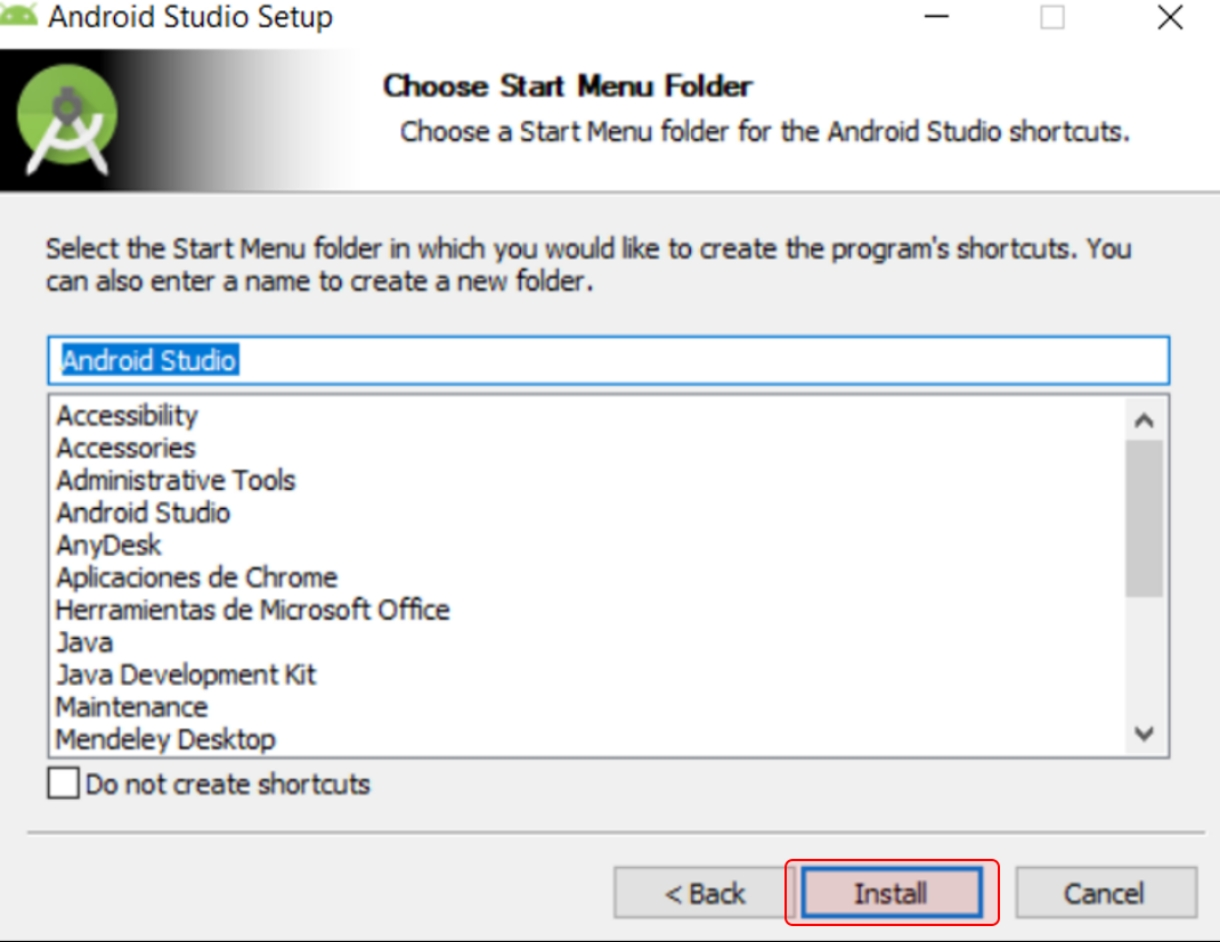 Android Studio Setup
Choose Start Menu Folder
Choose a Start Menu folder for the Android Studio shortcuts.
Select the Start Menu folder in which you would like to create the program's shortcuts. You
can also enter a name to create a new folder.
Android Studio
Accessibility
Accessories
Administrative Tools
Android Studio
AnyDesk
Aplicaciones de Chrome
Herramientas de Microsoft Office
Java
Java Development Kit
Maintenance
Mendeley Desktop
Do not create shortcuts
< Back
Install
Cancel